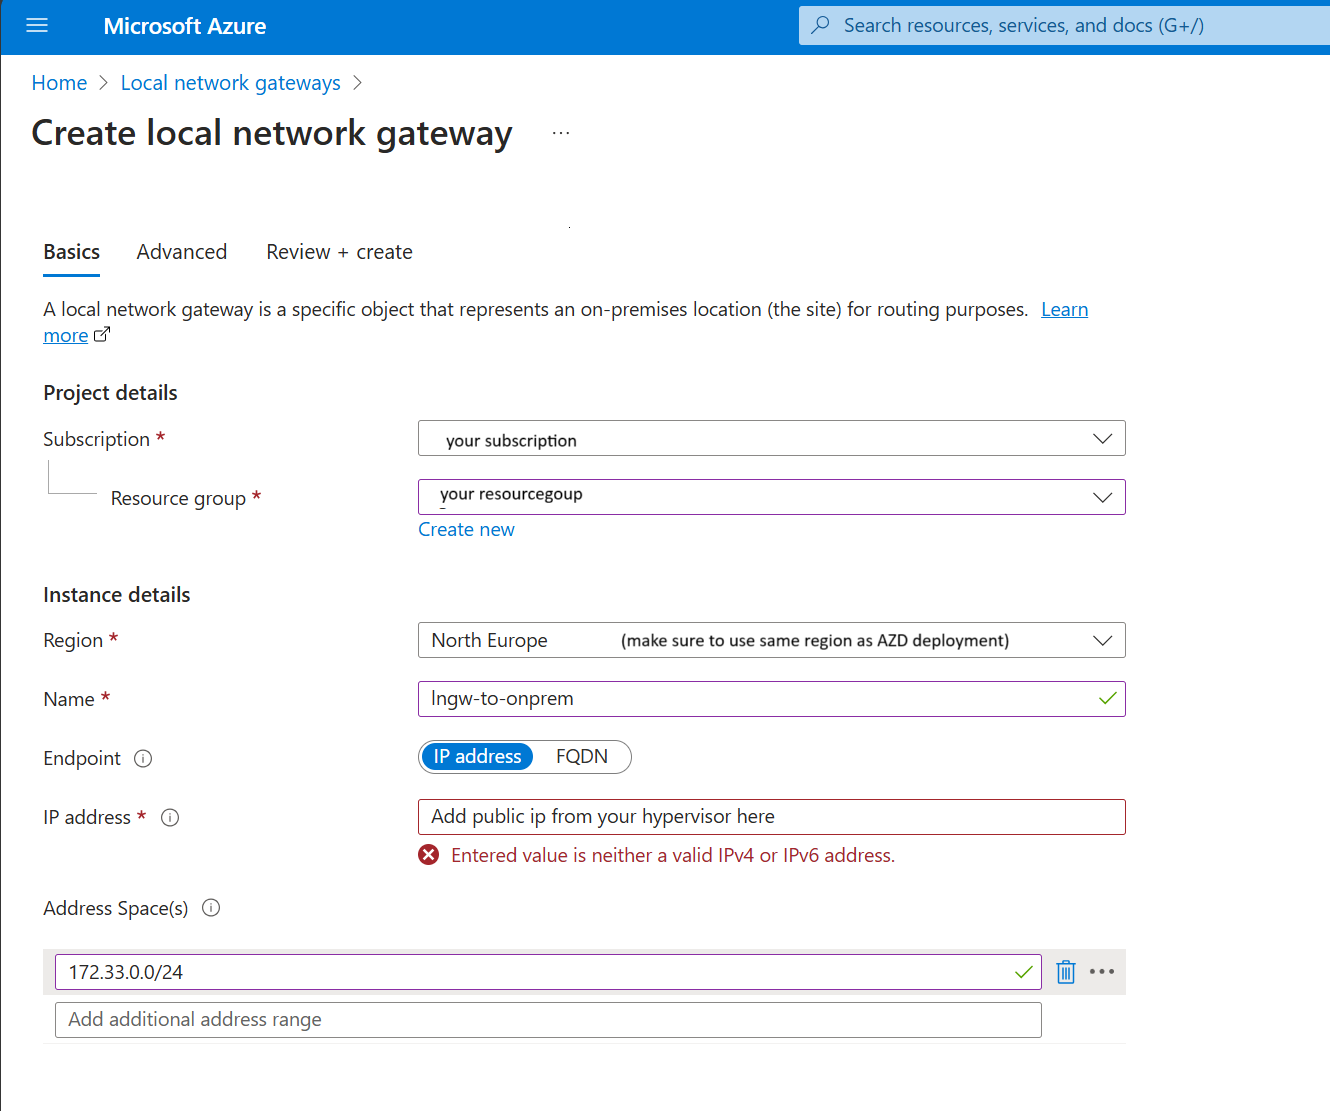 Microsoft Azure
Search resources, services, and docs (G+/)
Home > Local network gateways >
Create local network gateway ...
Basics Advanced Review + create
A local network gateway is a specific object that represents an on-premises location (the site) for routing purposes. Learn
more
Project details
Subscription *
your subscription
Resource group *
your resourcegoup
Create new
Instance details
Region *
North Europe (make sure to use same region as AZD deployment)
Name *
lngw-to-onprem
Endpoint
IP address FQDN
IP address *
Add public ip from your hypervisor here
Entered value is neither a valid IPv4 or IPv6 address.
Address Space(s)
172.33.0.0/24
Add additional address range